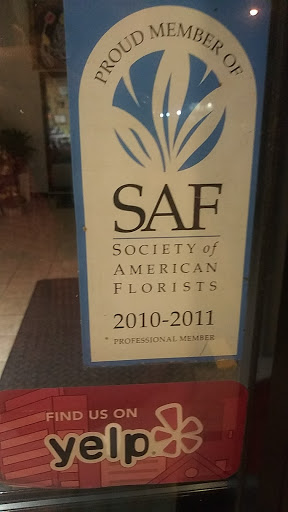 PROUD MEMBER OF
SAF
SOCIETY of
AMERICAN
FLORISTS
2010-2011
* PROFESSIONAL MEMBER
FIND US ON
yelp